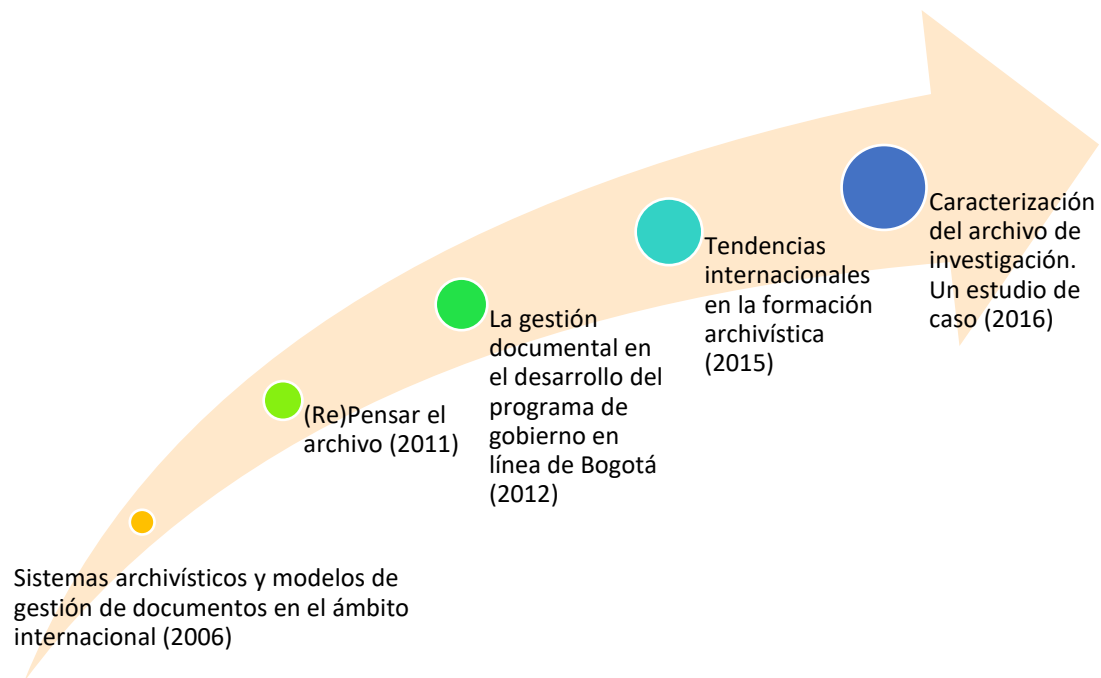 Sistemas archivísticos y modelos de
gestión de documentos en el ámbito
internacional (2006)
(Re)Pensar el
archivo (2011)
La gestión
documental en
el desarrollo del
programa de
gobierno en
línea de Bogotá
(2012)
Tendencias
internacionales
en la formación
archivística
(2015)
Caracterización
del archivo de
investigación.
Un estudio de
caso (2016)